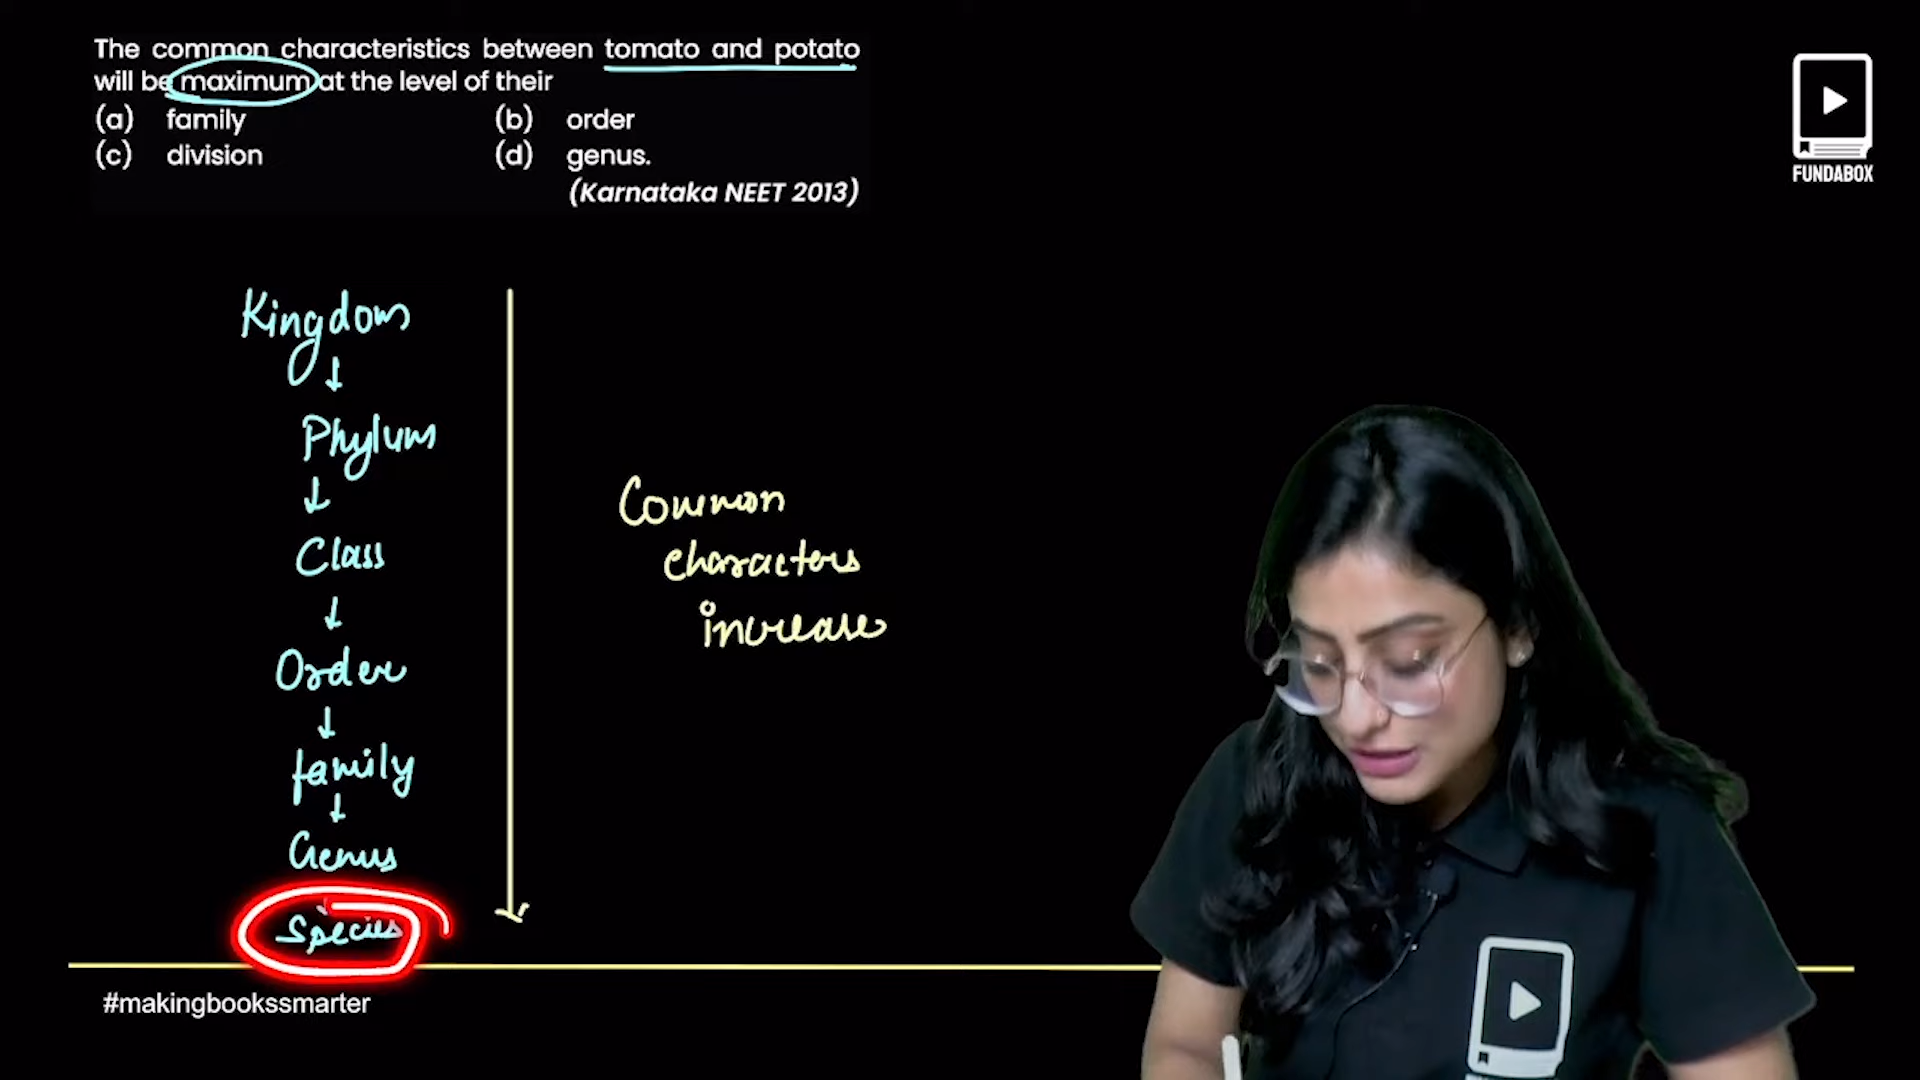 The common characteristics between tomato and potato
will be maximum at the level of their
(a) family (b) order
(c) division (d) genus.
(Karnataka NEET 2013)
FUNDABOX
Kingdom
↓
Phylum
↓
Class
↓
Order
↓
family
↓
Genus
↓
Species
Common
characters
increase
#makingbookssmarter